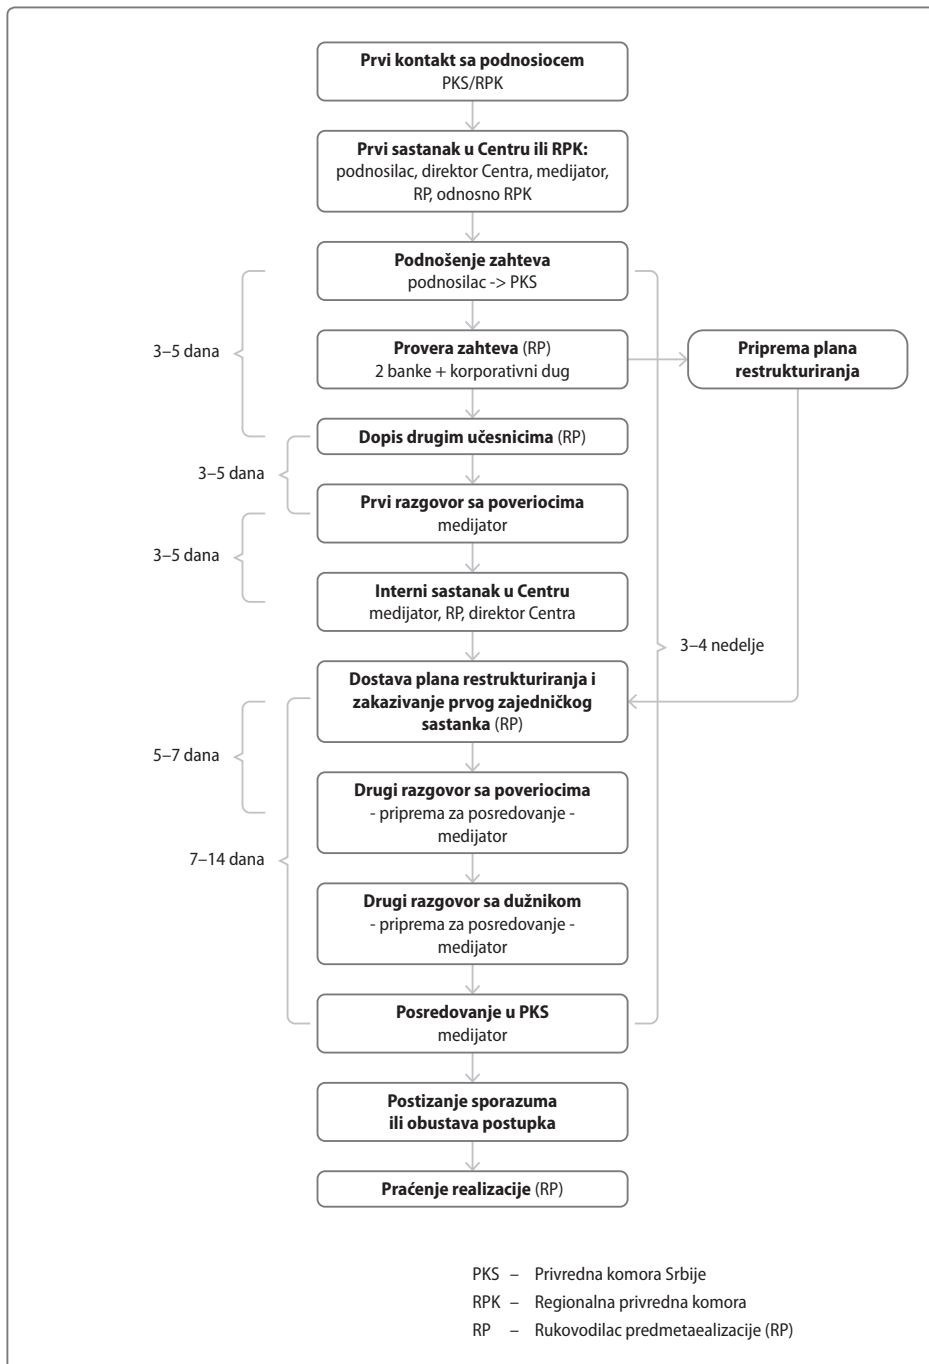 Prvi kontakt sa podnosiocem
PKS/RPK
Prvi sastanak u Centru ili RPK:
podnosilac, direktor Centra, medijator,
RP, odnosno RPK
Podnošenje zahteva
podnosilac -> PKS
3–5 dana
Provera zahteva (RP)
2 banke + korporativni dug
Priprema plana
restrukturiranja
Dopis drugim učesnicima (RP)
3–5 dana
Prvi razgovor sa poveriocima
medijator
3–5 dana
Interni sastanak u Centru
medijator, RP, direktor Centra
3–4 nedelje
Dostava plana restrukturiranja i
zakazivanje prvog zajedničkog
sastanka (RP)
5–7 dana
Drugi razgovor sa poveriocima
- priprema za posredovanje -
medijator
7–14 dana
Drugi razgovor sa dužnikom
- priprema za posredovanje -
medijator
Posredovanje u PKS
medijator
Postizanje sporazuma
ili obustava postupka
Praćenje realizacije (RP)
PKS – Privredna komora Srbije
RPK – Regionalna privredna komora
RP – Rukovodilac predmetaealizacije (RP)